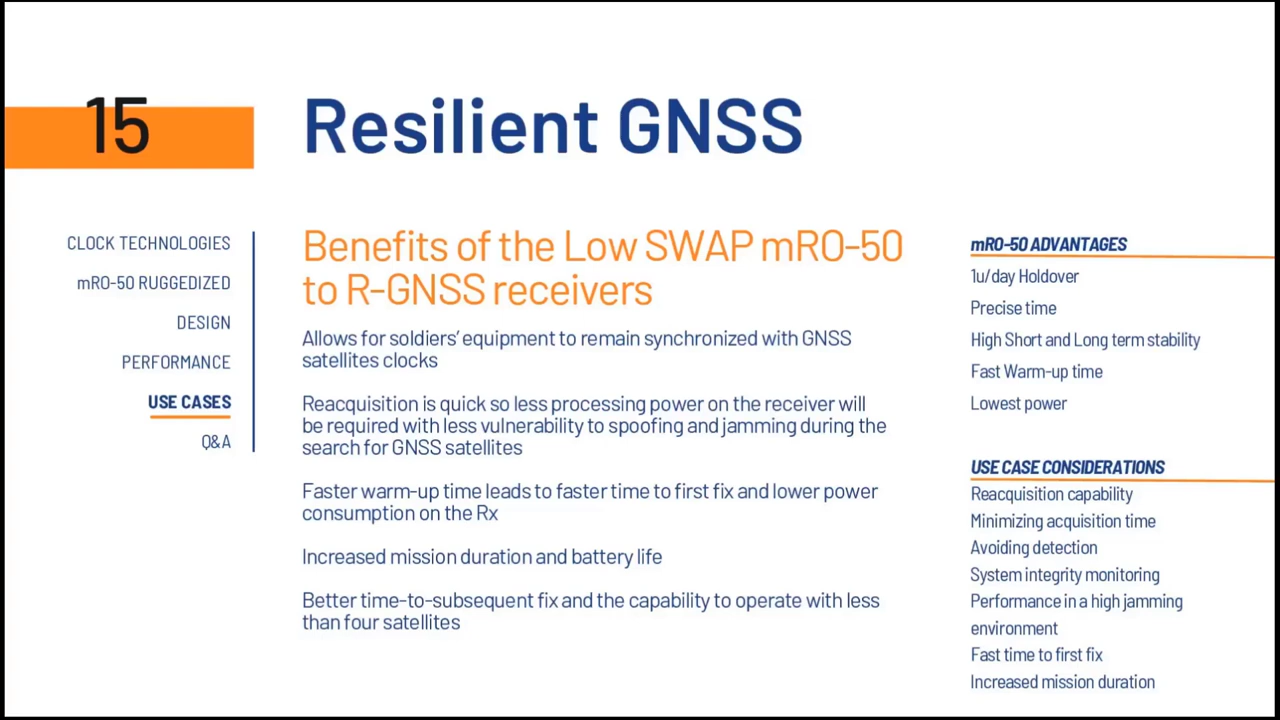 15
Resilient GNSS
CLOCK TECHNOLOGIES
mRO-50 RUGGEDIZED
DESIGN
PERFORMANCE
USE CASES
Q&A
Benefits of the Low SWAP mRO-50
to R-GNSS receivers
Allows for soldiers’ equipment to remain synchronized with GNSS
satellites clocks
Reacquisition is quick so less processing power on the receiver will
be required with less vulnerability to spoofing and jamming during the
search for GNSS satellites
Faster warm-up time leads to faster time to first fix and lower power
consumption on the Rx
Increased mission duration and battery life
Better time-to-subsequent fix and the capability to operate with less
than four satellites
mRO-50 ADVANTAGES
1u/day Holdover
Precise time
High Short and Long term stability
Fast Warm-up time
Lowest power
USE CASE CONSIDERATIONS
Reacquisition capability
Minimizing acquisition time
Avoiding detection
System integrity monitoring
Performance in a high jamming
environment
Fast time to first fix
Increased mission duration